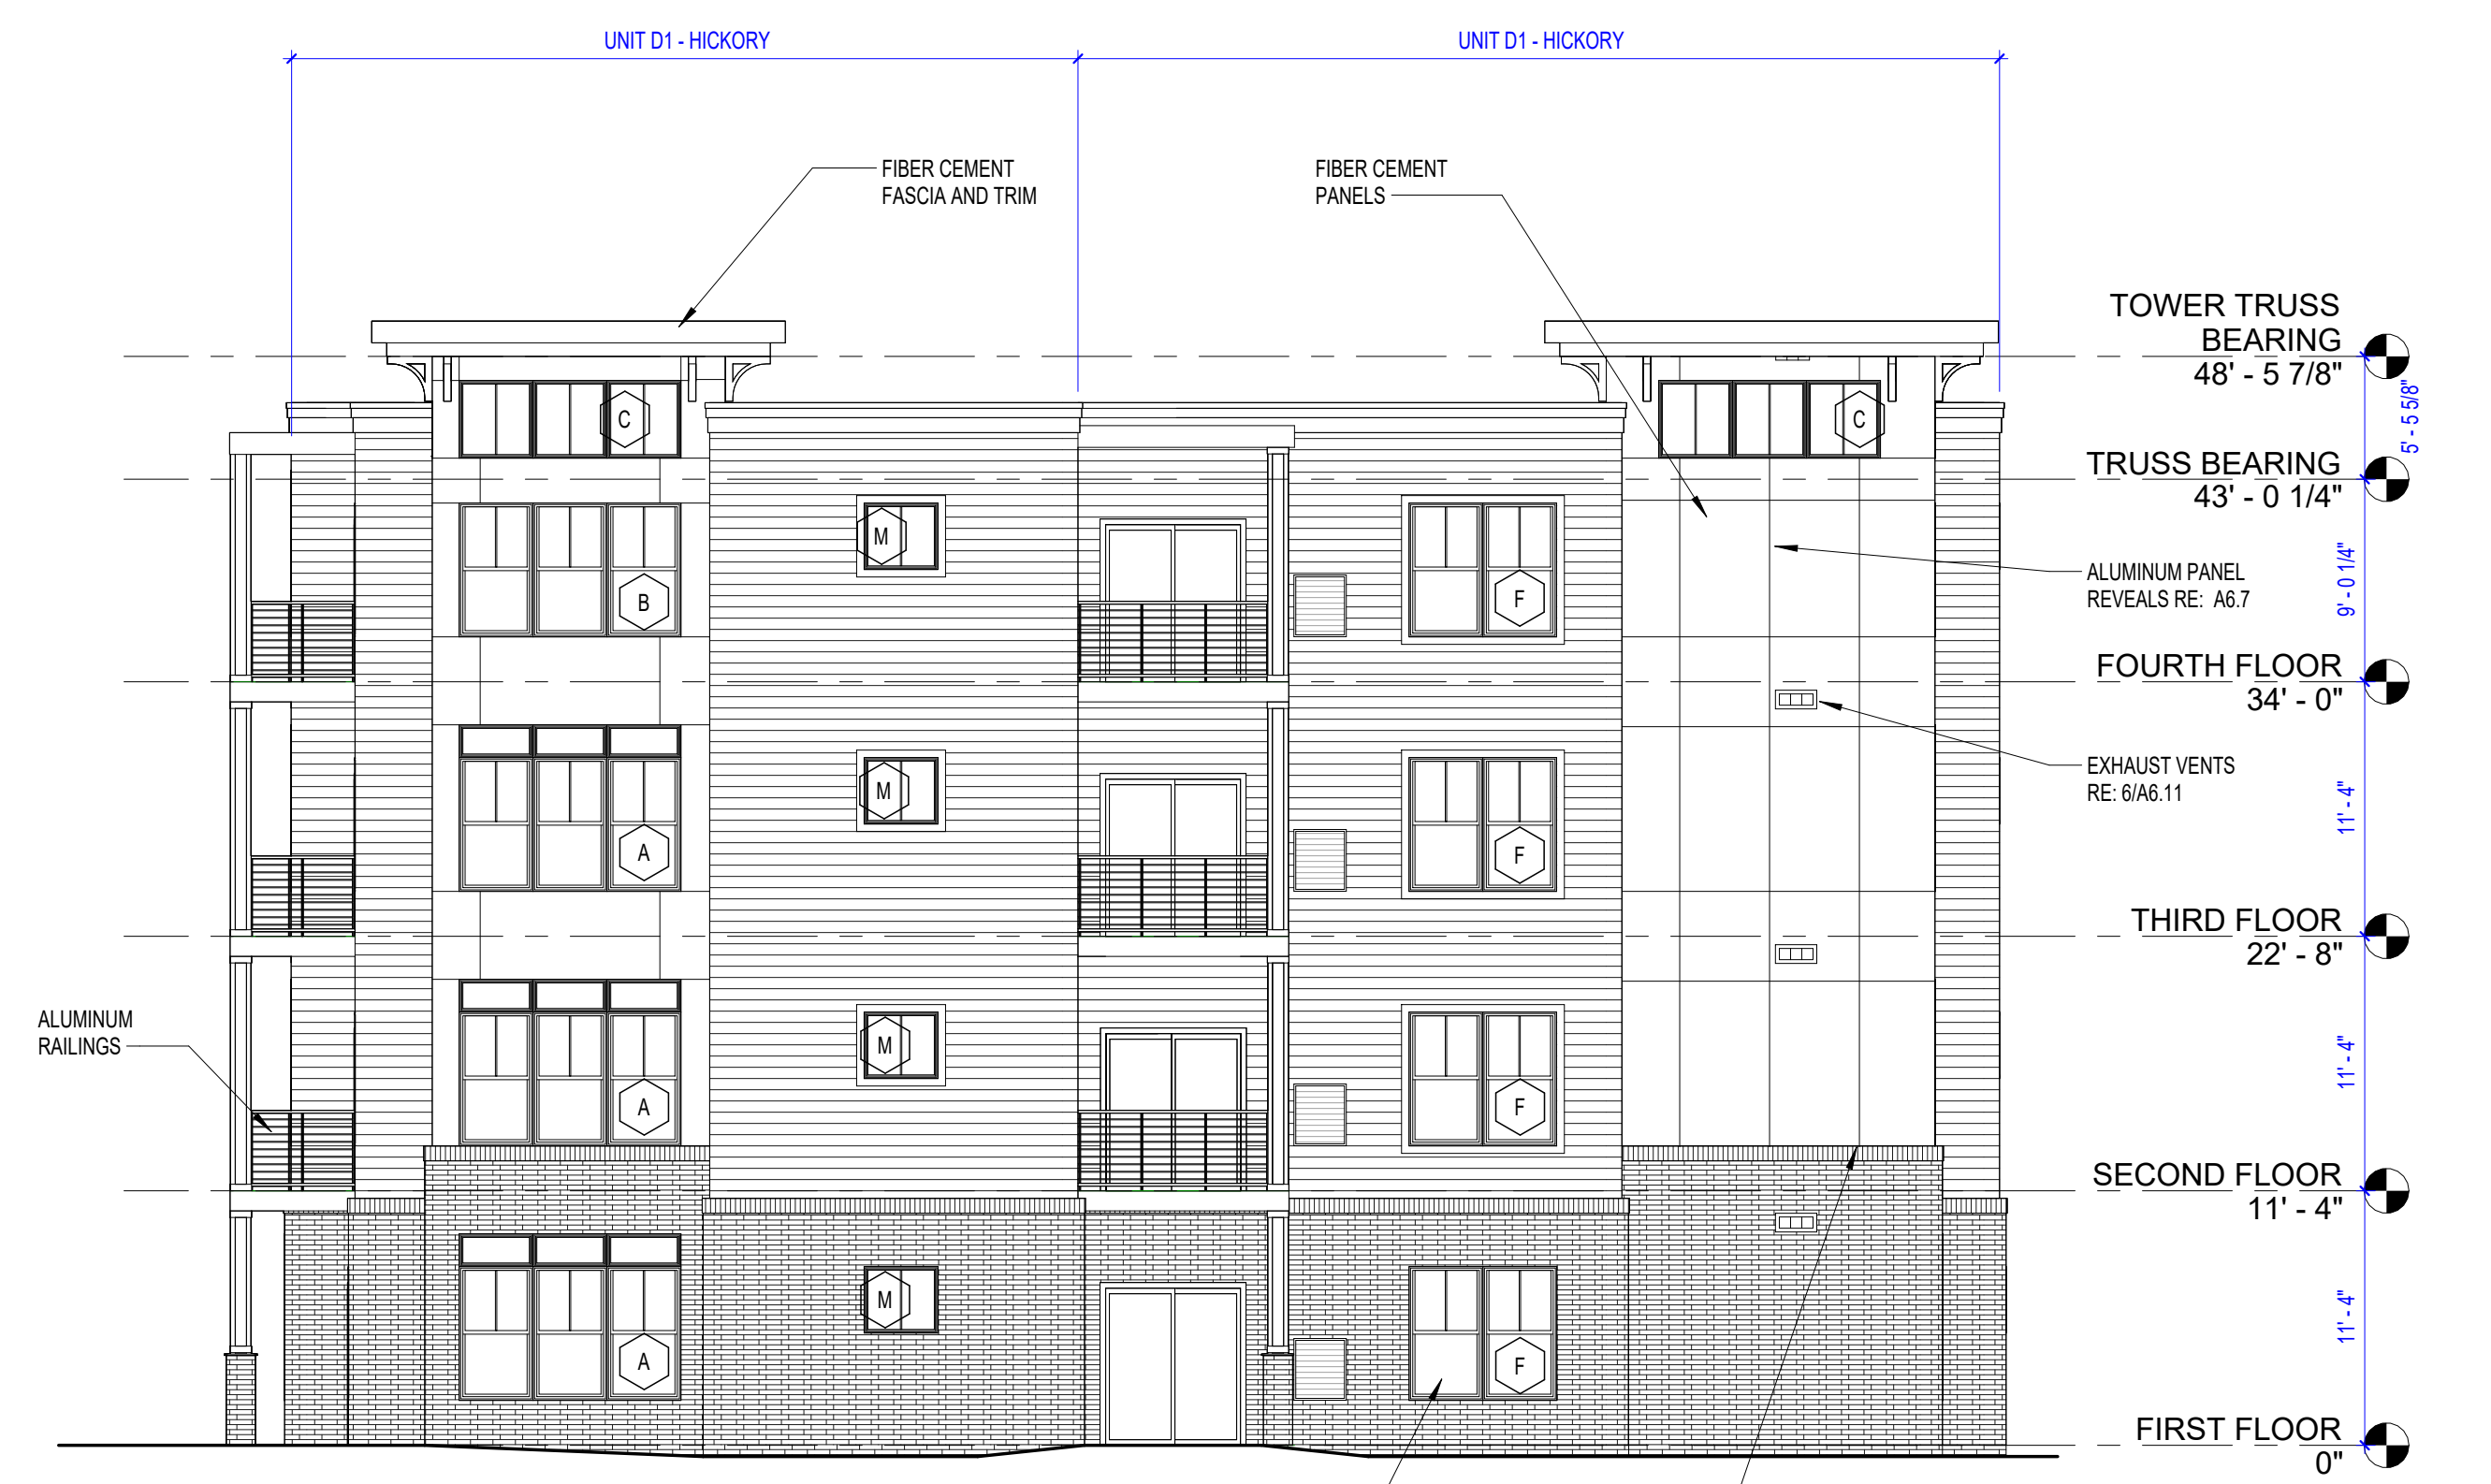 UNIT D1 - HICKORY
UNIT D1 - HICKORY
FIBER CEMENT
FASCIA AND TRIM
FIBER CEMENT
PANELS
TOWER TRUSS
BEARING
48' - 5 7/8"
5' - 5 5/8"
C
C
TRUSS BEARING
43' - 0 1/4"
M
B
F
ALUMINUM PANEL
REVEALS RE: A6.7
9' - 0 1/4"
FOURTH FLOOR
34' - 0"
EXHAUST VENTS
RE: 6/A6.11
M
A
F
11' - 4"
THIRD FLOOR
22' - 8"
ALUMINUM
RAILINGS
M
A
F
11' - 4"
SECOND FLOOR
11' - 4"
M
A
F
11' - 4"
FIRST FLOOR
0"